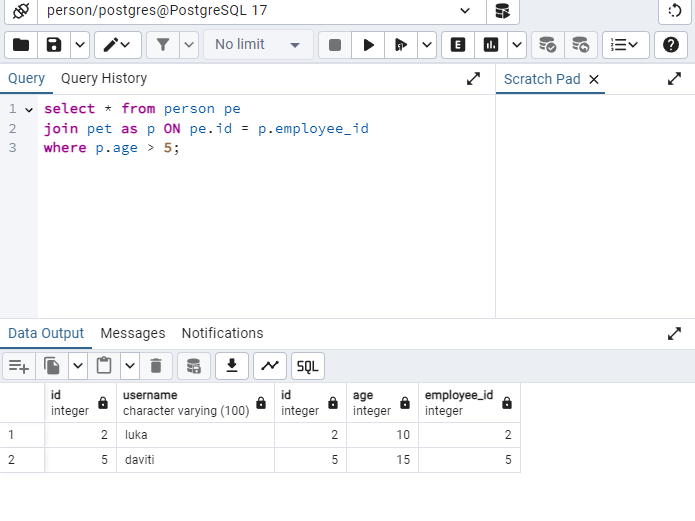 person/postgres@PostgreSQL 17
No limit
E
Query Query History
Scratch Pad
1 select * from person pe
2 join pet as p ON pe.id = p.employee_id
3 where p.age > 5;
Data Output Messages Notifications
SQL
id username id age employee_id
integer character varying (100) integer integer integer
1 2 luka 2 10 2
2 5 daviti 5 15 5